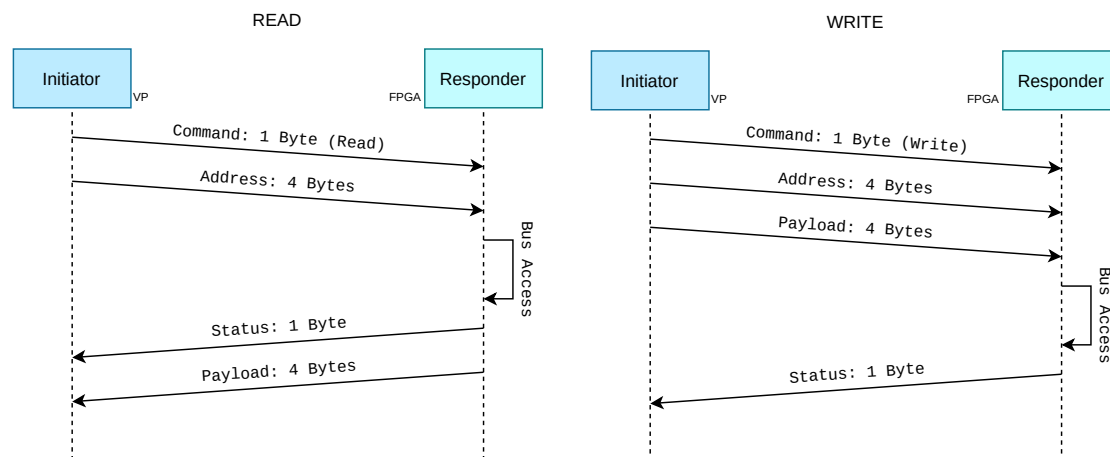 READ
Initiator
VP
Responder
FPGA
Command: 1 Byte (Read)
Address: 4 Bytes
Bus Access
Status: 1 Byte
Payload: 4 Bytes
WRITE
Initiator
VP
Responder
FPGA
Command: 1 Byte (Write)
Address: 4 Bytes
Payload: 4 Bytes
Bus Access
Status: 1 Byte